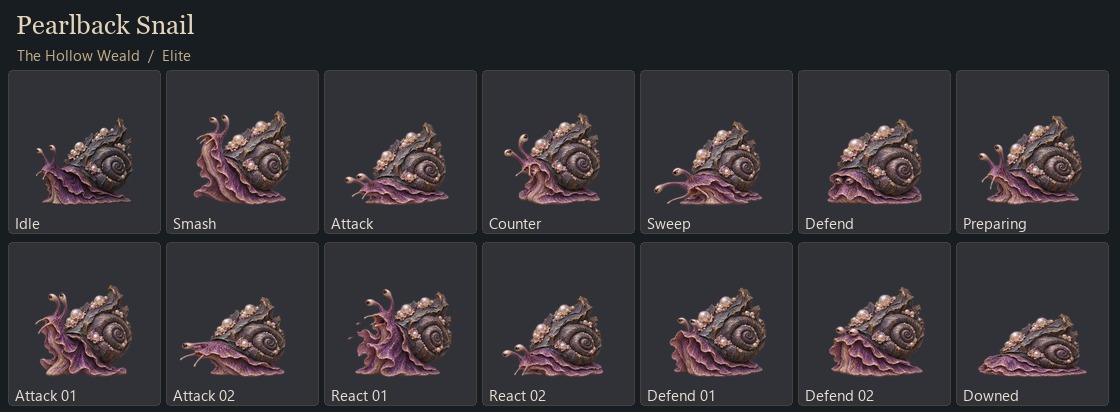 Pearlback Snail
The Hollow Weald / Elite
Idle
Smash
Attack
Counter
Sweep
Defend
Preparing
Attack 01
Attack 02
React 01
React 02
Defend 01
Defend 02
Downed